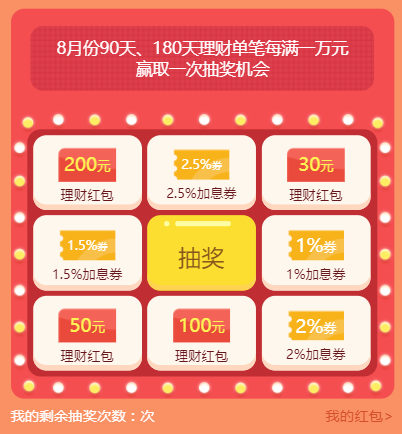 8月份90天、180天理财单笔每满一万元
赢取一次抽奖机会
200元
2.5%券
30元
理财红包
2.5%加息券
理财红包
1.5%券
抽奖
1%券
1.5%加息券
1%加息券
50元
100元
2%券
理财红包
理财红包
2%加息券
我的剩余抽奖次数：次
我的红包>